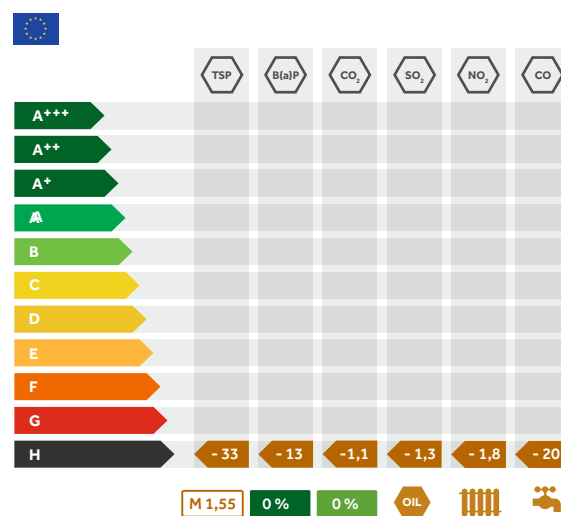 TSP B(a)P CO₂ SO₂ NO₂ CO
A+++
A++
A+
A
B
C
D
E
F
G
H - 33 - 13 -1,1 - 1,3 - 1,8 - 20
M 1,55 0 % 0 % OIL